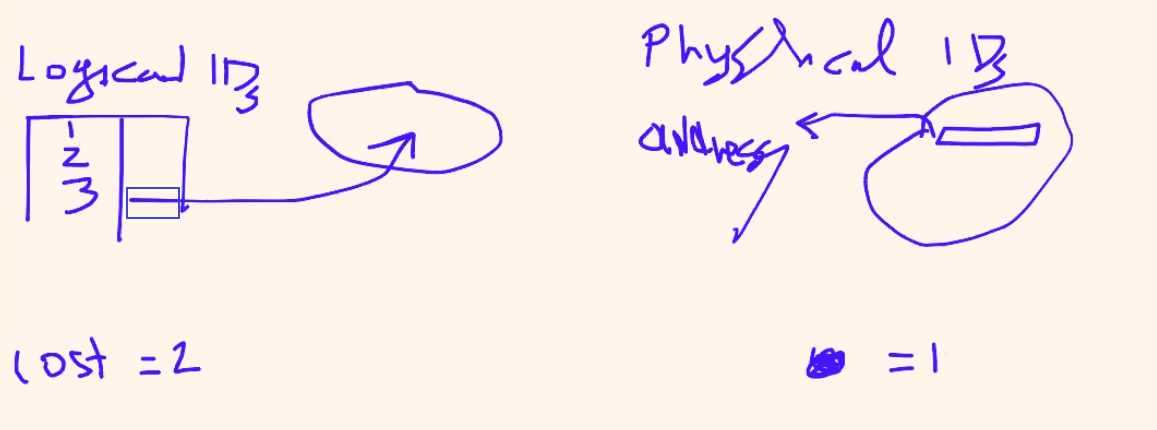 Logical IDs
1
2
3
Cost = 2
Physical IDs
address
= 1